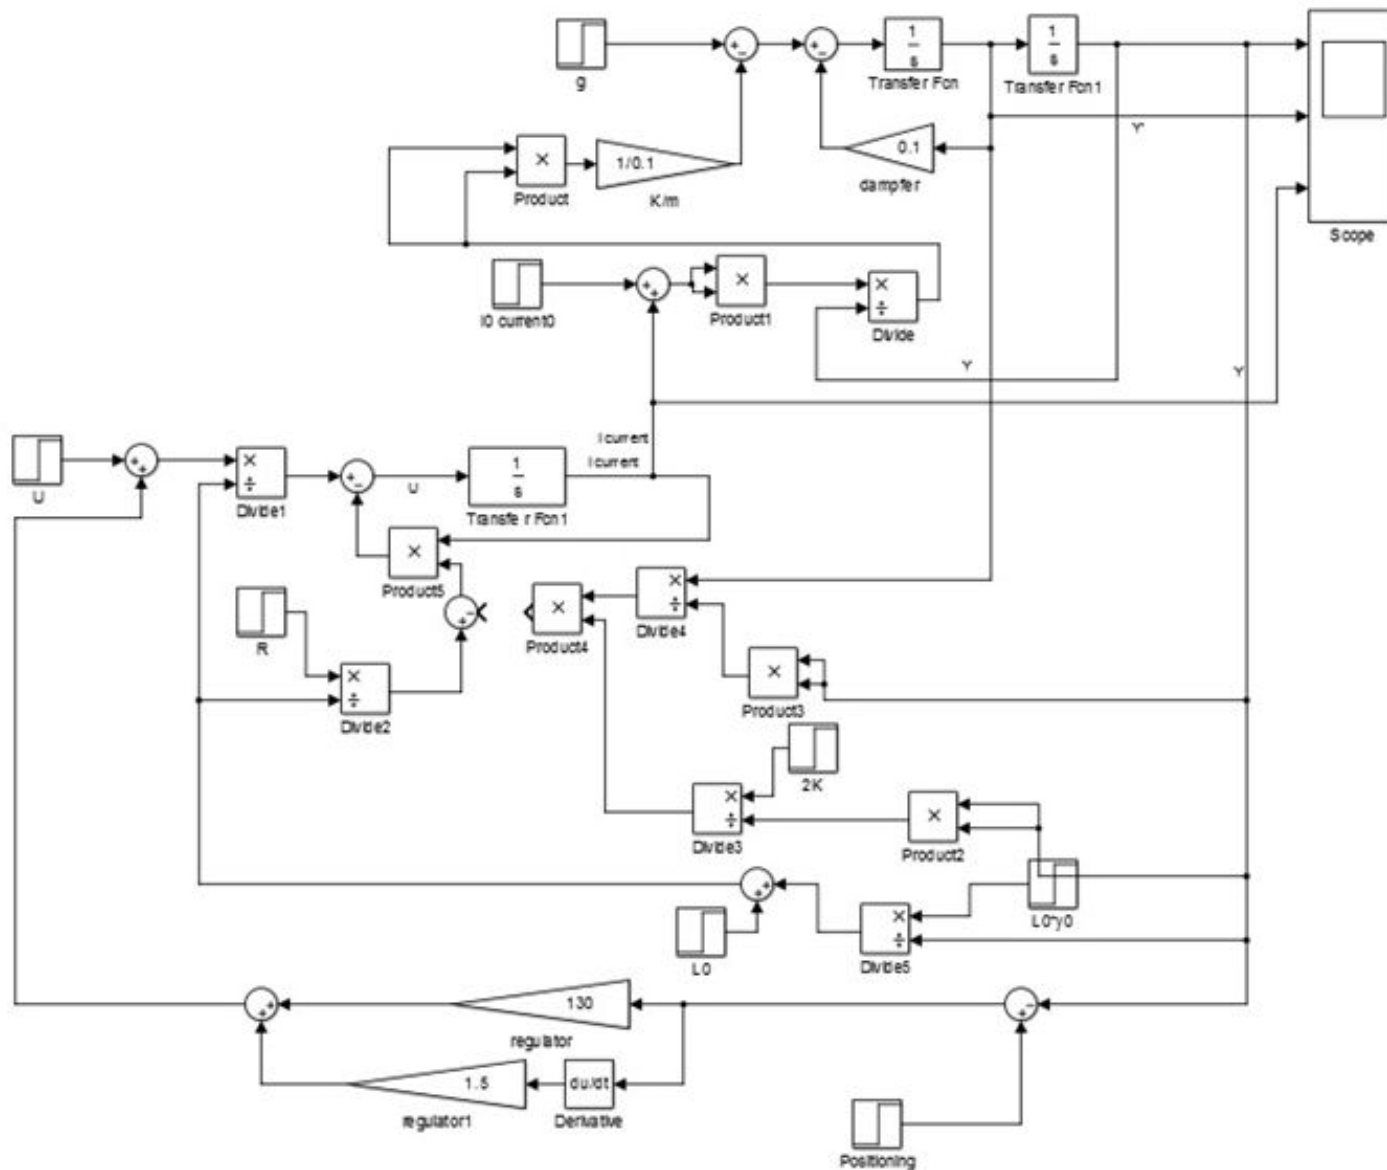 g
+
−
+
−
1
s
Transfer Fcn
1
s
Transfer Fcn1
Scope
Y'
0.1
dampfer
×
Product
1/0.1
K/m
I0 current0
+
+
×
Product1
×
÷
Divide
Y
Y
I current
I current
U
+
+
×
÷
Divide1
+
−
U
1
s
Transfer Fcn1
×
Product5
+
−
R
×
÷
Divide2
×
Product4
×
÷
Divide4
×
Product3
2K
×
÷
Divide3
×
Product2
L0*y0
+
+
L0
×
÷
Divide5
+
+
130
regulator
−
+
1.5
regulator1
du/dt
Derivative
Positioning